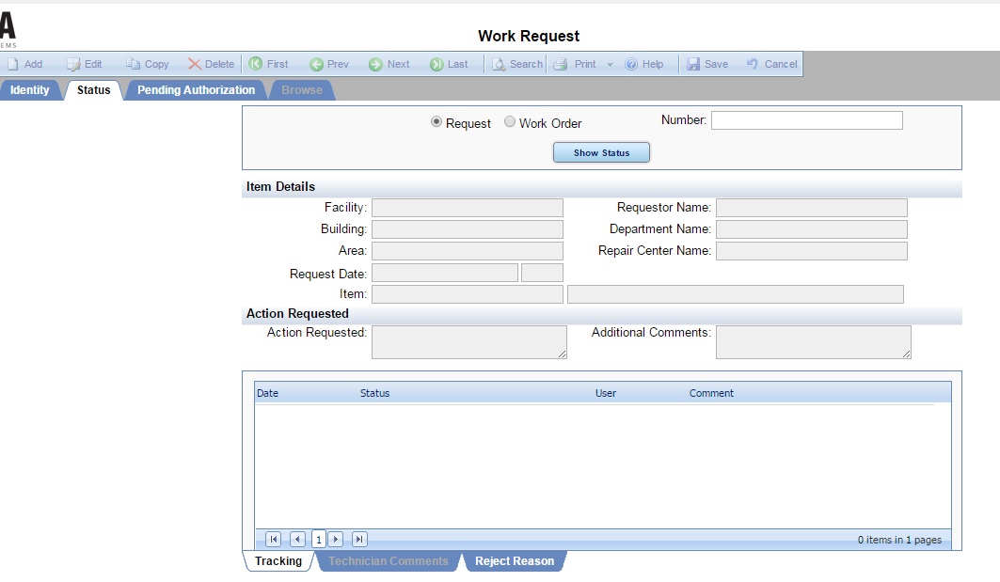 A
EMS
Work Request
Add Edit Copy Delete First Prev Next Last Search Print Help Save Cancel
Identity Status Pending Authorization Browse
Request Work Order Number:
Show Status
Item Details
Facility: Requestor Name:
Building: Department Name:
Area: Repair Center Name:
Request Date:
Item:
Action Requested
Action Requested: Additional Comments:
Date Status User Comment
1 0 items in 1 pages
Tracking Technician Comments Reject Reason